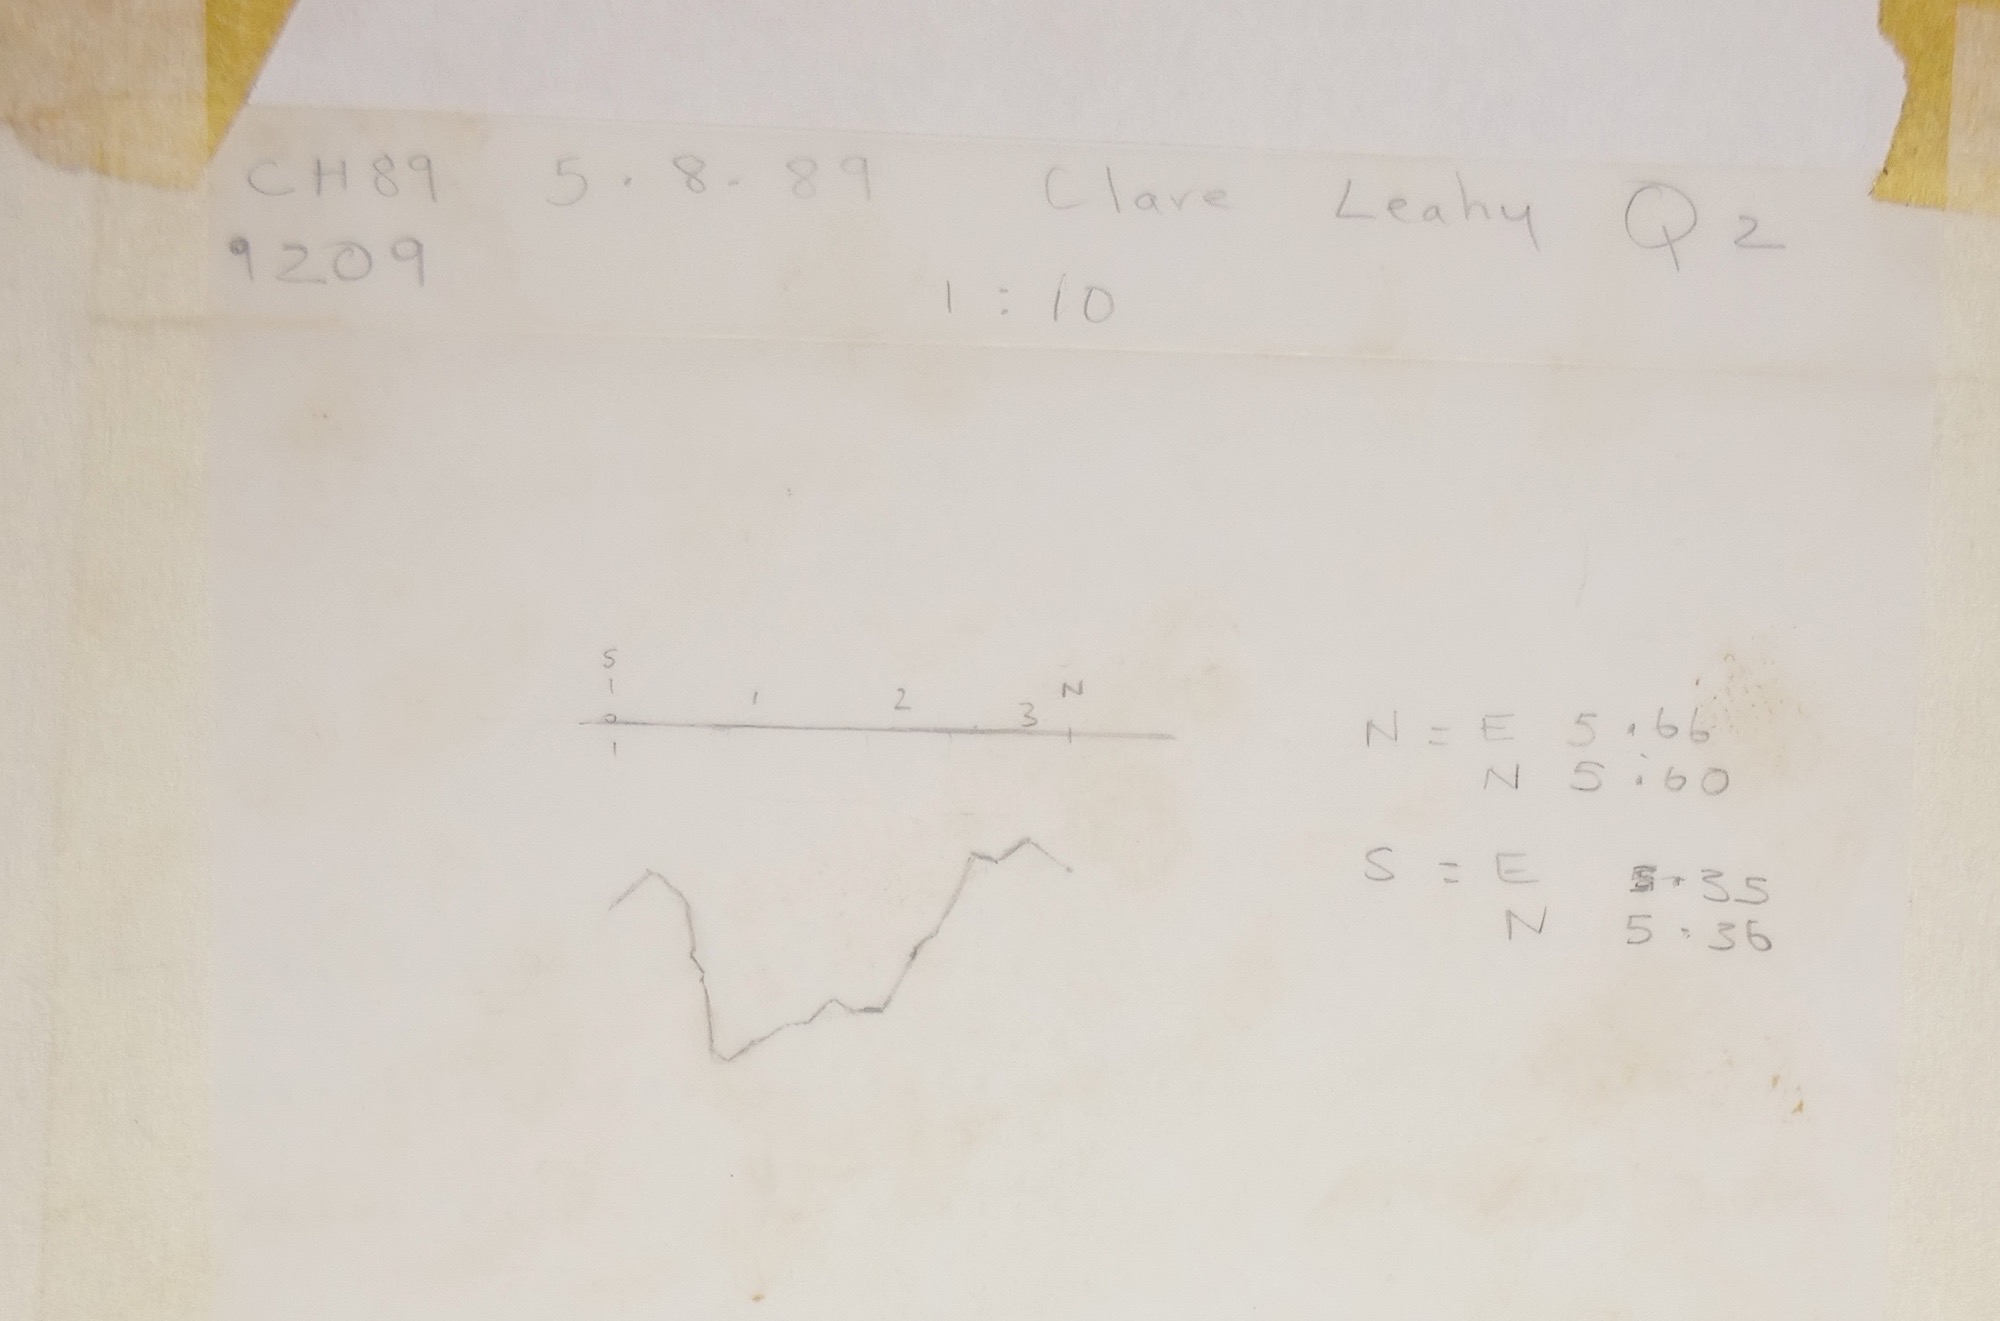 CH89 5.8.89 Clare Leahy Q2
9209
1:10
S
1 2 3 N
0
N = E 5.66
N 5.60
S = E 5.35
N 5.36